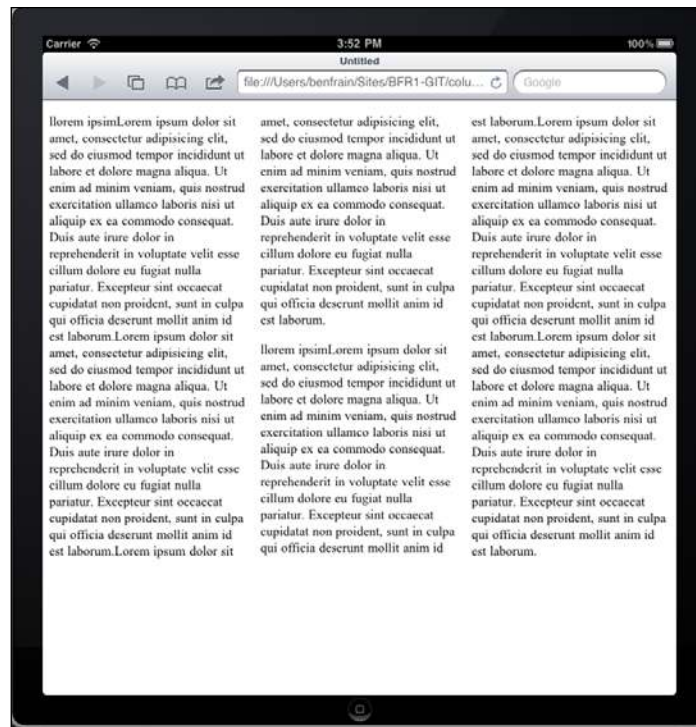 Carrier
3:52 PM
100%
Untitled
file:///Users/benfrain/Sites/BFR1-GIT/colu...
Google
llorem ipsimLorem ipsum dolor sit
amet, consectetur adipisicing elit,
sed do eiusmod tempor incididunt ut
labore et dolore magna aliqua. Ut
enim ad minim veniam, quis nostrud
exercitation ullamco laboris nisi ut
aliquip ex ea commodo consequat.
Duis aute irure dolor in
reprehenderit in voluptate velit esse
cillum dolore eu fugiat nulla
pariatur. Excepteur sint occaecat
cupidatat non proident, sunt in culpa
qui officia deserunt mollit anim id
est laborum.Lorem ipsum dolor sit
amet, consectetur adipisicing elit,
sed do eiusmod tempor incididunt ut
labore et dolore magna aliqua. Ut
enim ad minim veniam, quis nostrud
exercitation ullamco laboris nisi ut
aliquip ex ea commodo consequat.
Duis aute irure dolor in
reprehenderit in voluptate velit esse
cillum dolore eu fugiat nulla
pariatur. Excepteur sint occaecat
cupidatat non proident, sunt in culpa
qui officia deserunt mollit anim id
est laborum.Lorem ipsum dolor sit
amet, consectetur adipisicing elit,
sed do eiusmod tempor incididunt ut
labore et dolore magna aliqua. Ut
enim ad minim veniam, quis nostrud
exercitation ullamco laboris nisi ut
aliquip ex ea commodo consequat.
Duis aute irure dolor in
reprehenderit in voluptate velit esse
cillum dolore eu fugiat nulla
pariatur. Excepteur sint occaecat
cupidatat non proident, sunt in culpa
qui officia deserunt mollit anim id
est laborum.
llorem ipsimLorem ipsum dolor sit
amet, consectetur adipisicing elit,
sed do eiusmod tempor incididunt ut
labore et dolore magna aliqua. Ut
enim ad minim veniam, quis nostrud
exercitation ullamco laboris nisi ut
aliquip ex ea commodo consequat.
Duis aute irure dolor in
reprehenderit in voluptate velit esse
cillum dolore eu fugiat nulla
pariatur. Excepteur sint occaecat
cupidatat non proident, sunt in culpa
qui officia deserunt mollit anim id
est laborum.Lorem ipsum dolor sit
amet, consectetur adipisicing elit,
sed do eiusmod tempor incididunt ut
labore et dolore magna aliqua. Ut
enim ad minim veniam, quis nostrud
exercitation ullamco laboris nisi ut
aliquip ex ea commodo consequat.
Duis aute irure dolor in
reprehenderit in voluptate velit esse
cillum dolore eu fugiat nulla
pariatur. Excepteur sint occaecat
cupidatat non proident, sunt in culpa
qui officia deserunt mollit anim id
est laborum.Lorem ipsum dolor sit
amet, consectetur adipisicing elit,
sed do eiusmod tempor incididunt ut
labore et dolore magna aliqua. Ut
enim ad minim veniam, quis nostrud
exercitation ullamco laboris nisi ut
aliquip ex ea commodo consequat.
Duis aute irure dolor in
reprehenderit in voluptate velit esse
cillum dolore eu fugiat nulla
pariatur. Excepteur sint occaecat
cupidatat non proident, sunt in culpa
qui officia deserunt mollit anim id
est laborum.